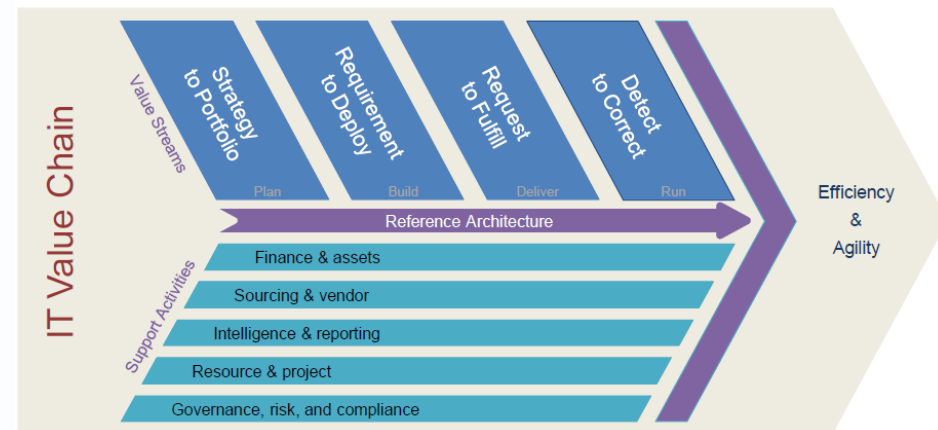 IT Value Chain
Value Streams
Strategy
to Portfolio
Plan
Requirement
to Deploy
Build
Request
to Fulfill
Deliver
Detect
to Correct
Run
Reference Architecture
Efficiency
&
Agility
Support Activities
Finance & assets
Sourcing & vendor
Intelligence & reporting
Resource & project
Governance, risk, and compliance